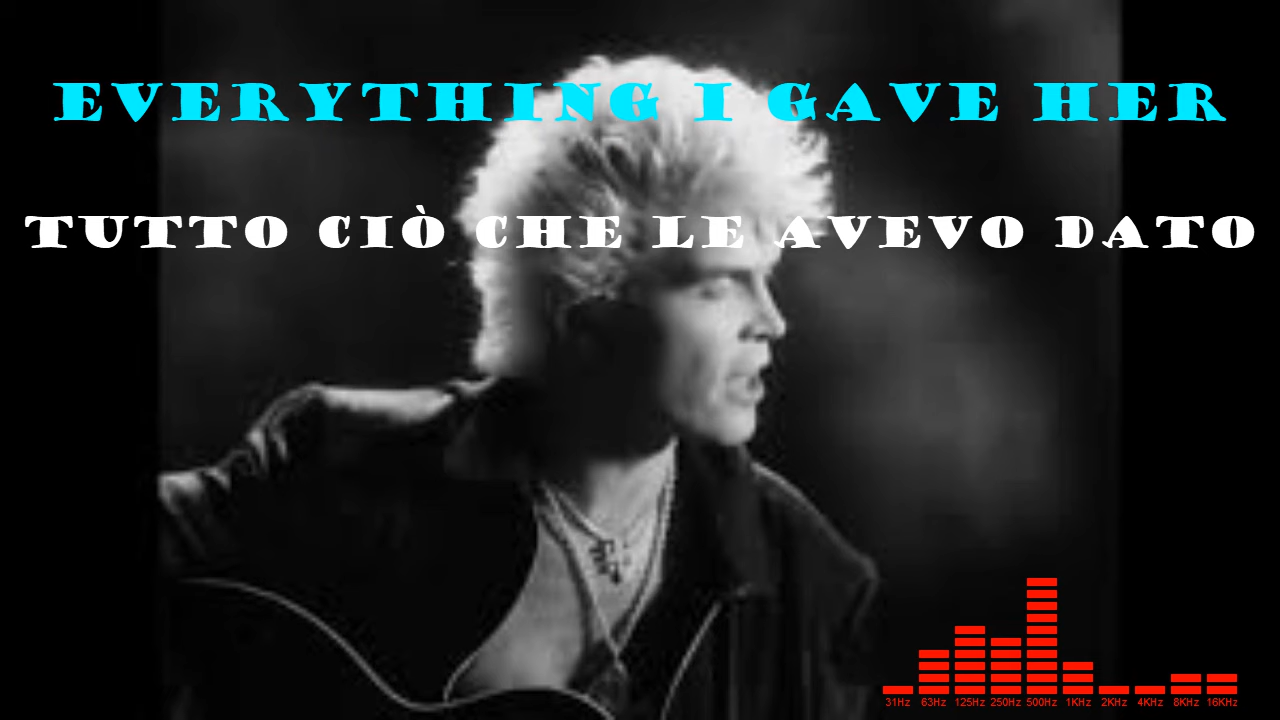 EVERYTHING I GAVE HER
TUTTO CIÒ CHE LE AVEVO DATO
31Hz 63Hz 125Hz 250Hz 500Hz 1KHz 2KHz 4KHz 8KHz 16KHz